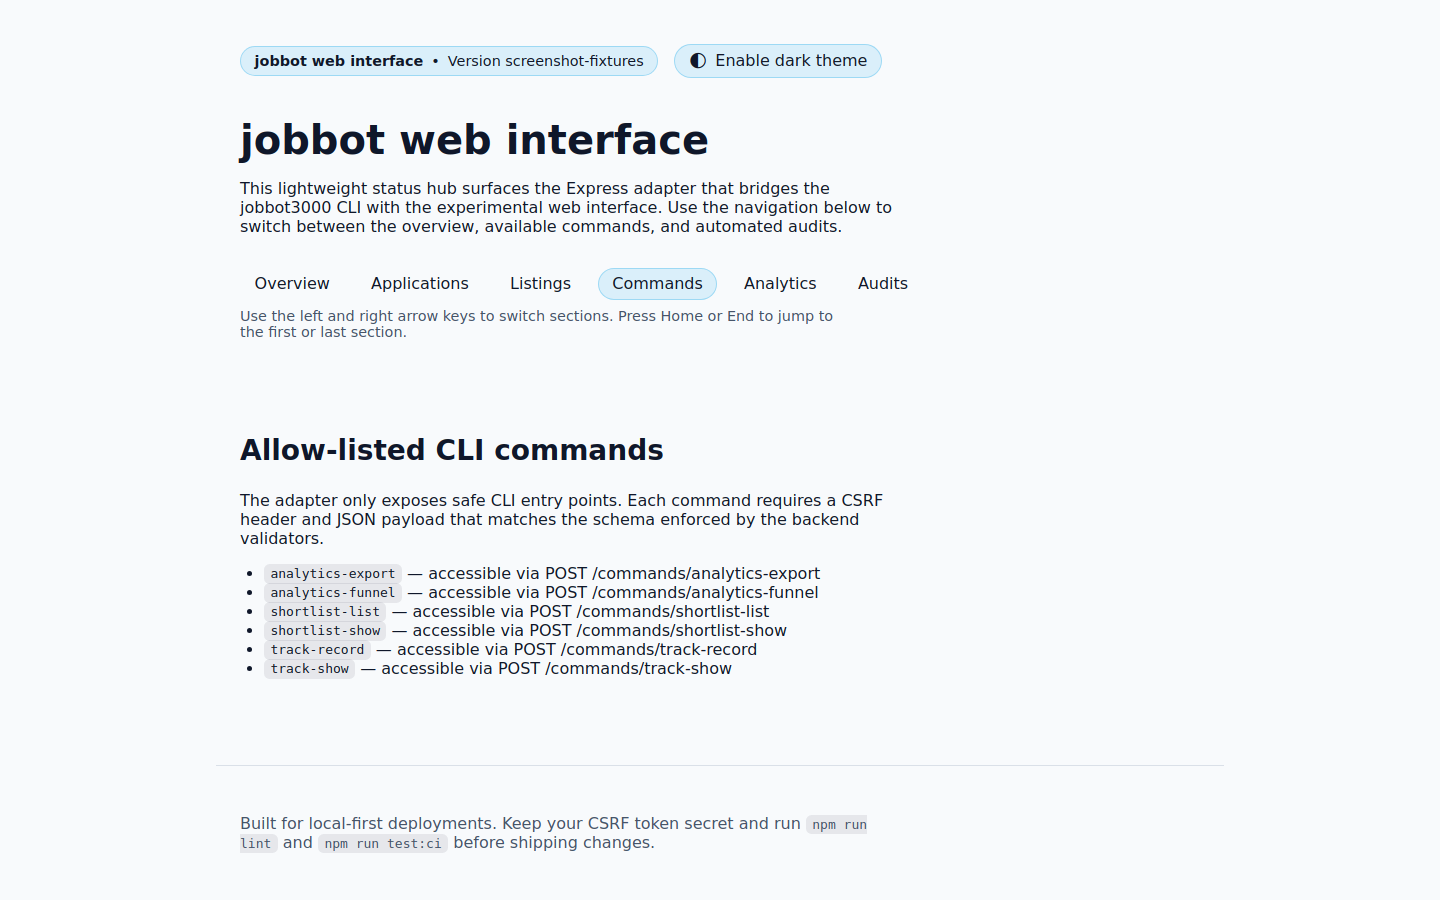 jobbot web interface • Version screenshot-fixtures
Enable dark theme
jobbot web interface
This lightweight status hub surfaces the Express adapter that bridges the
jobbot3000 CLI with the experimental web interface. Use the navigation below to
switch between the overview, available commands, and automated audits.
Overview Applications Listings Commands Analytics Audits
Use the left and right arrow keys to switch sections. Press Home or End to jump to
the first or last section.
Allow-listed CLI commands
The adapter only exposes safe CLI entry points. Each command requires a CSRF
header and JSON payload that matches the schema enforced by the backend
validators.
• analytics-export — accessible via POST /commands/analytics-export
• analytics-funnel — accessible via POST /commands/analytics-funnel
• shortlist-list — accessible via POST /commands/shortlist-list
• shortlist-show — accessible via POST /commands/shortlist-show
• track-record — accessible via POST /commands/track-record
• track-show — accessible via POST /commands/track-show
Built for local-first deployments. Keep your CSRF token secret and run npm run
lint and npm run test:ci before shipping changes.